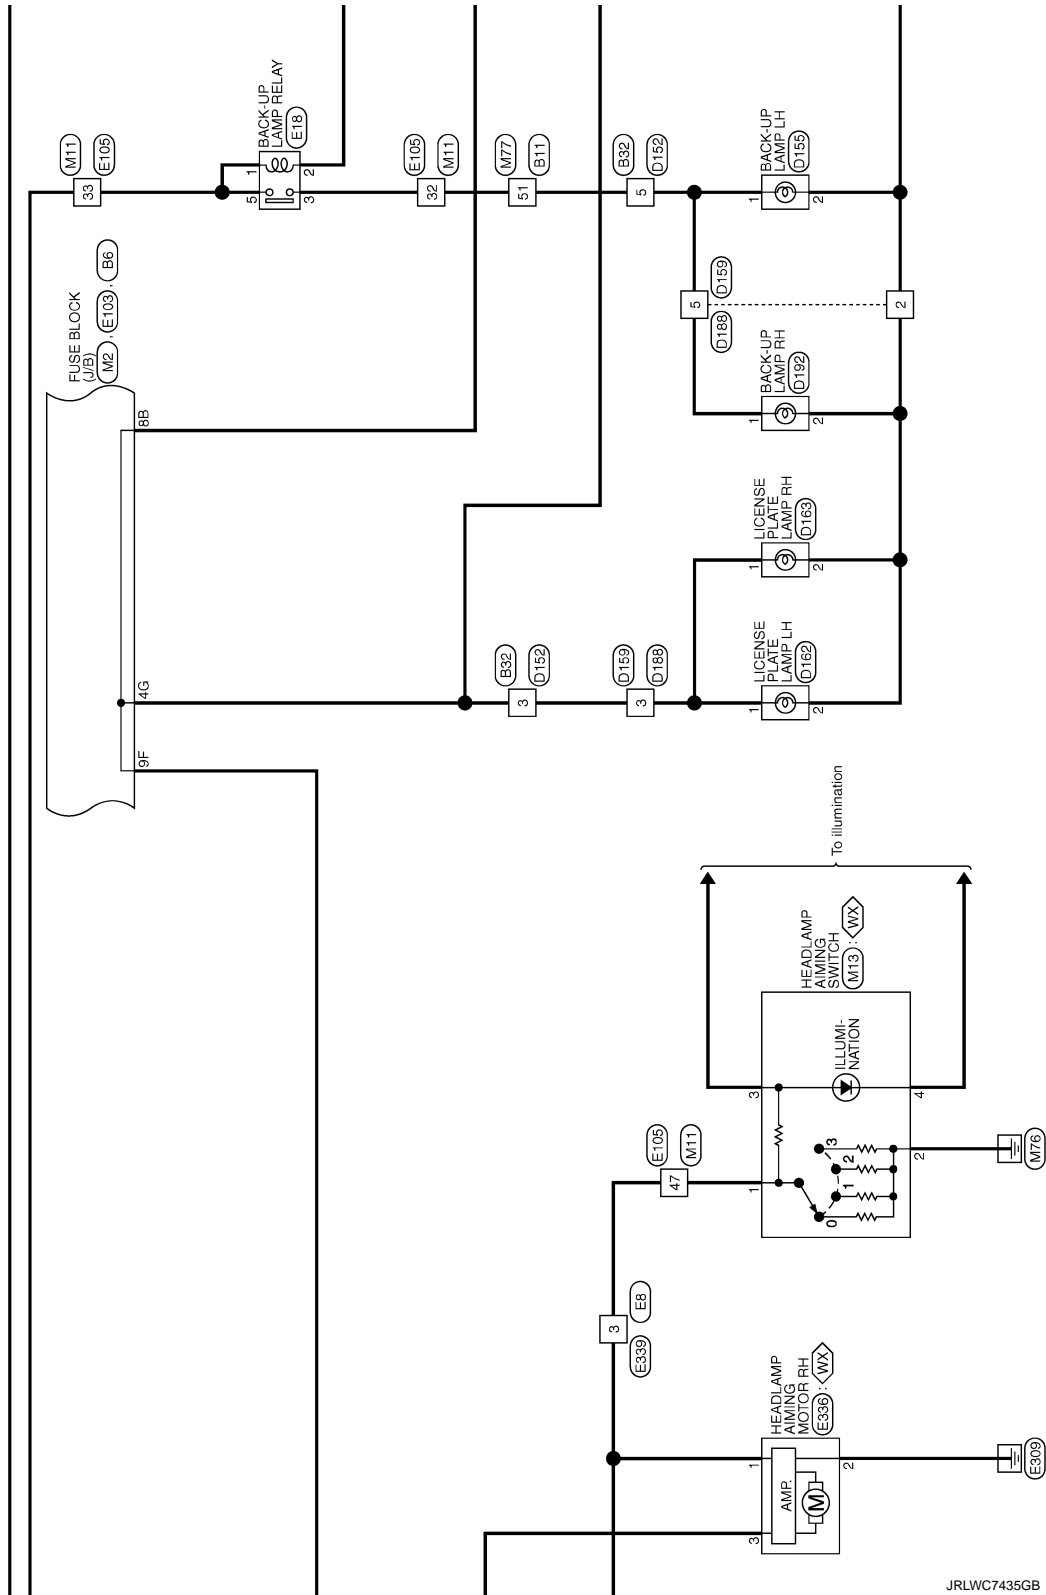 M11
E105
33
BACK-UP
LAMP RELAY
E18
1
2
5
3
E105
M11
32
M77
B11
51
B32
D152
5
BACK-UP
LAMP LH
D155
1
2
FUSE BLOCK
(J/B)
M2 , E103 , B6
8B
4G
9F
5
D159
D188
2
BACK-UP
LAMP RH
D192
1
2
LICENSE
PLATE
LAMP RH
D163
1
2
B32
D152
3
D159
D188
3
LICENSE
PLATE
LAMP LH
D162
1
2
To illumination
HEADLAMP
AIMING
SWITCH
M13 : WX
ILLUMI-
NATION
3
4
E105
M11
47
1
0
1
2
3
2
M76
3
E8
E339
HEADLAMP
AIMING
MOTOR RH
E336 : WX
1
AMP.
M
3
2
E309
JRLWC7435GB